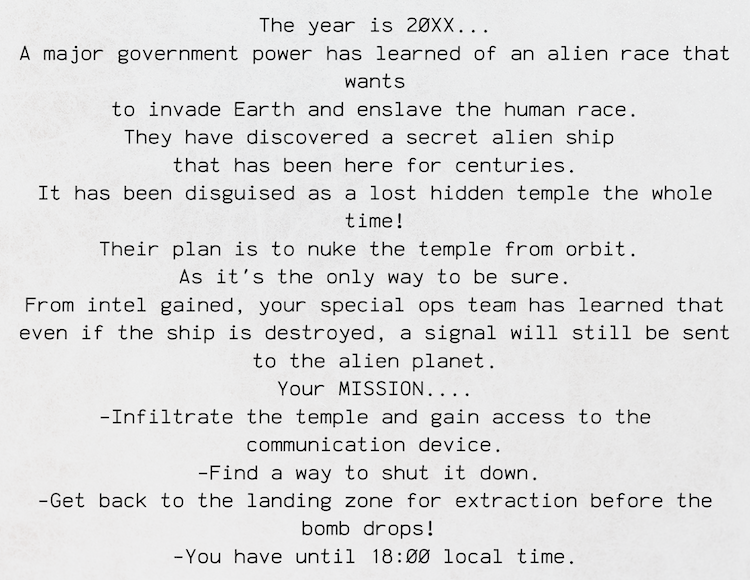 The year is 20XX...
A major government power has learned of an alien race that
wants
to invade Earth and enslave the human race.
They have discovered a secret alien ship
that has been here for centuries.
It has been disguised as a lost hidden temple the whole
time!
Their plan is to nuke the temple from orbit.
As it's the only way to be sure.
From intel gained, your special ops team has learned that
even if the ship is destroyed, a signal will still be sent
to the alien planet.
Your MISSION....
-Infiltrate the temple and gain access to the
communication device.
-Find a way to shut it down.
-Get back to the landing zone for extraction before the
bomb drops!
-You have until 18:00 local time.